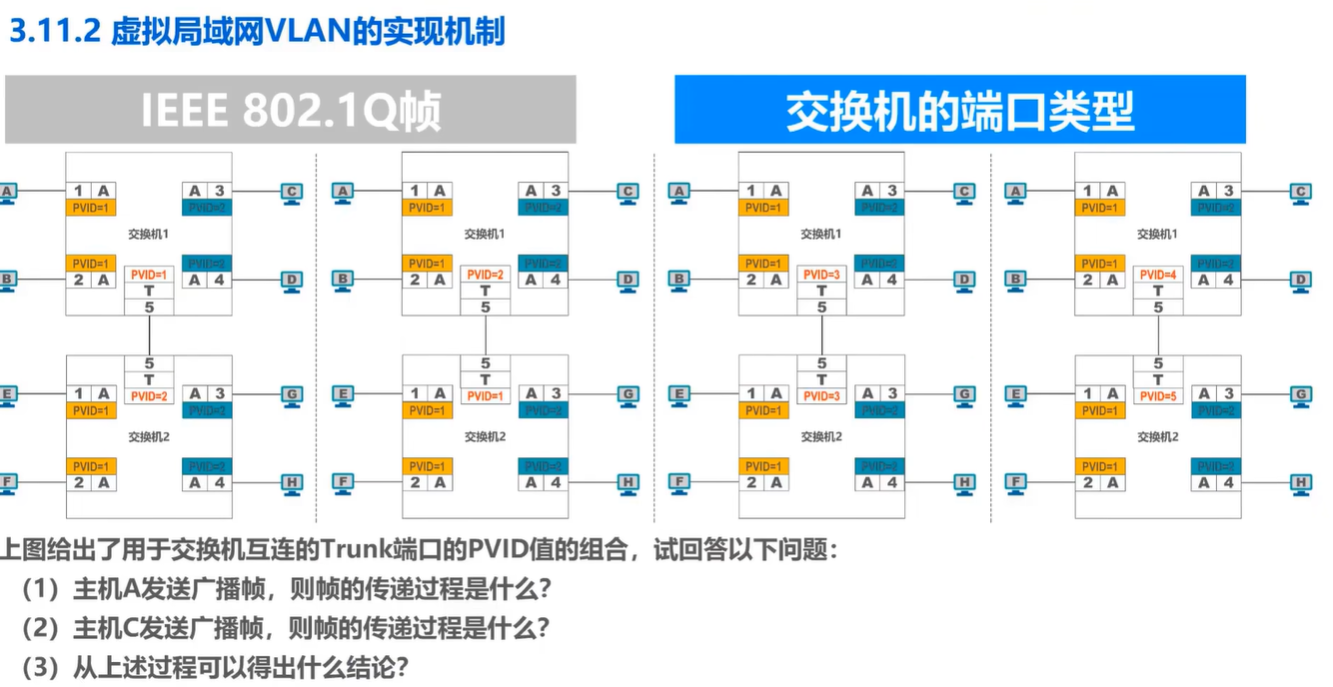 3.11.2 虚拟局域网VLAN的实现机制
IEEE 802.1Q帧
交换机的端口类型
A 1 A A 3 C
PVID=1 PVID=2
交换机1
PVID=1 PVID=2
B 2 A A 4 D
PVID=1
T
5
5
T
PVID=2
E 1 A A 3 G
PVID=1 PVID=2
交换机2
PVID=1 PVID=2
F 2 A A 4 H
A 1 A A 3 C
PVID=1 PVID=2
交换机1
PVID=1 PVID=2
B 2 A A 4 D
PVID=2
T
5
5
T
PVID=1
E 1 A A 3 G
PVID=1 PVID=2
交换机2
PVID=1 PVID=2
F 2 A A 4 H
A 1 A A 3 C
PVID=1 PVID=2
交换机1
PVID=1 PVID=2
B 2 A A 4 D
PVID=3
T
5
5
T
PVID=3
E 1 A A 3 G
PVID=1 PVID=2
交换机2
PVID=1 PVID=2
F 2 A A 4 H
A 1 A A 3 C
PVID=1 PVID=2
交换机1
PVID=1 PVID=2
B 2 A A 4 D
PVID=4
T
5
5
T
PVID=5
E 1 A A 3 G
PVID=1 PVID=2
交换机2
PVID=1 PVID=2
F 2 A A 4 H
上图给出了用于交换机互连的Trunk端口的PVID值的组合，试回答以下问题：
（1）主机A发送广播帧，则帧的传递过程是什么？
（2）主机C发送广播帧，则帧的传递过程是什么？
（3）从上述过程可以得出什么结论？